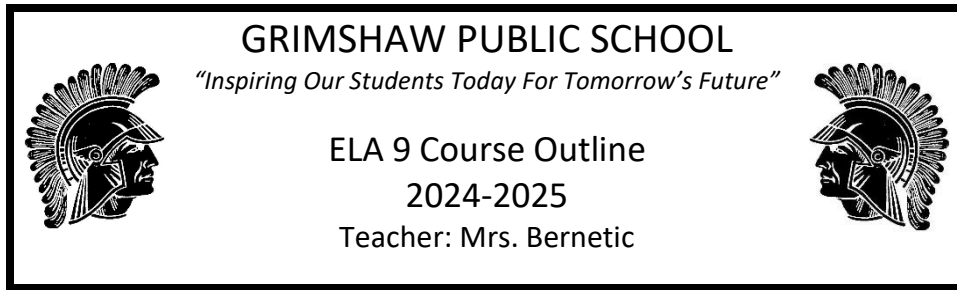 GRIMSHAW PUBLIC SCHOOL
“Inspiring Our Students Today For Tomorrow’s Future”
ELA 9 Course Outline
2024-2025
Teacher: Mrs. Bernetic